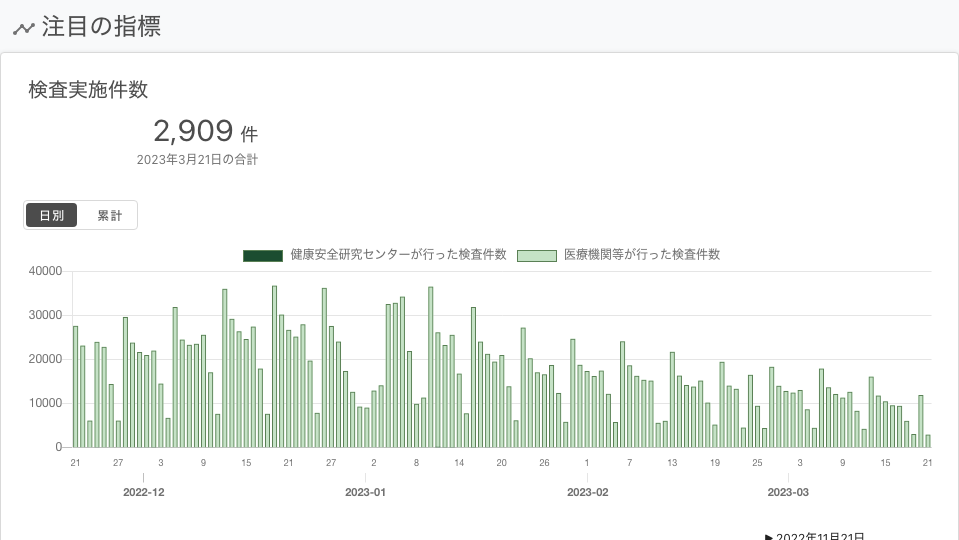 注目の指標
検査実施件数
2,909 件
2023年3月21日の合計
日別 累計
健康安全研究センターが行った検査件数 医療機関等が行った検査件数
40000
30000
20000
10000
0
21 27 3 9 15 21 27 2 8 14 20 26 1 7 13 19 25 3 9 15 21
2022-12 2023-01 2023-02 2023-03
▶ 2022年11月21日